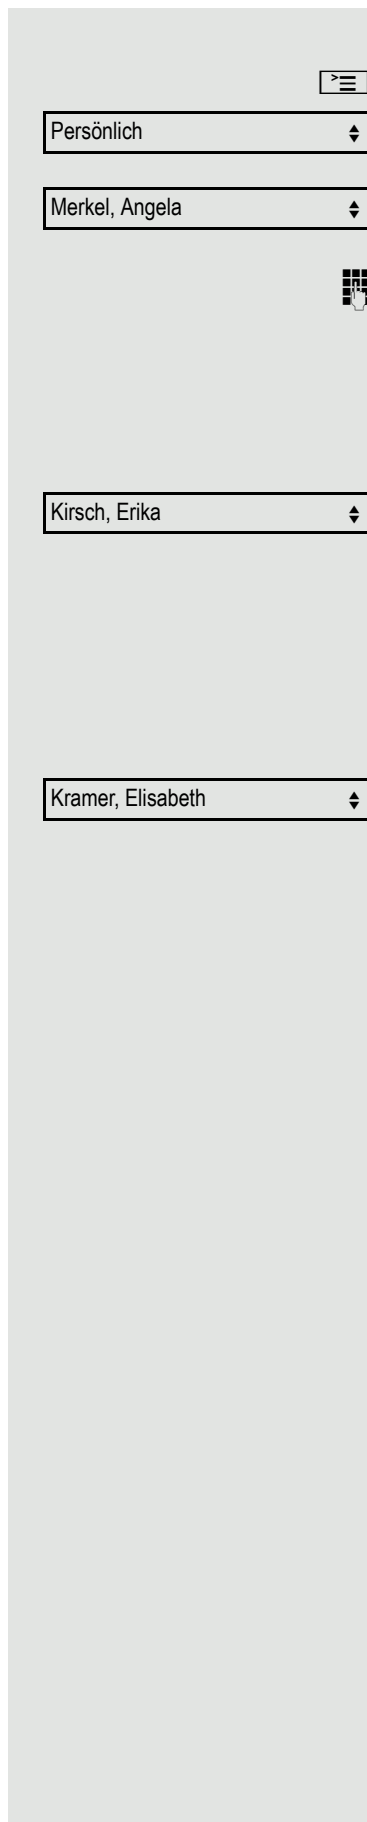 Persönlich
Merkel, Angela
Kirsch, Erika
Kramer, Elisabeth